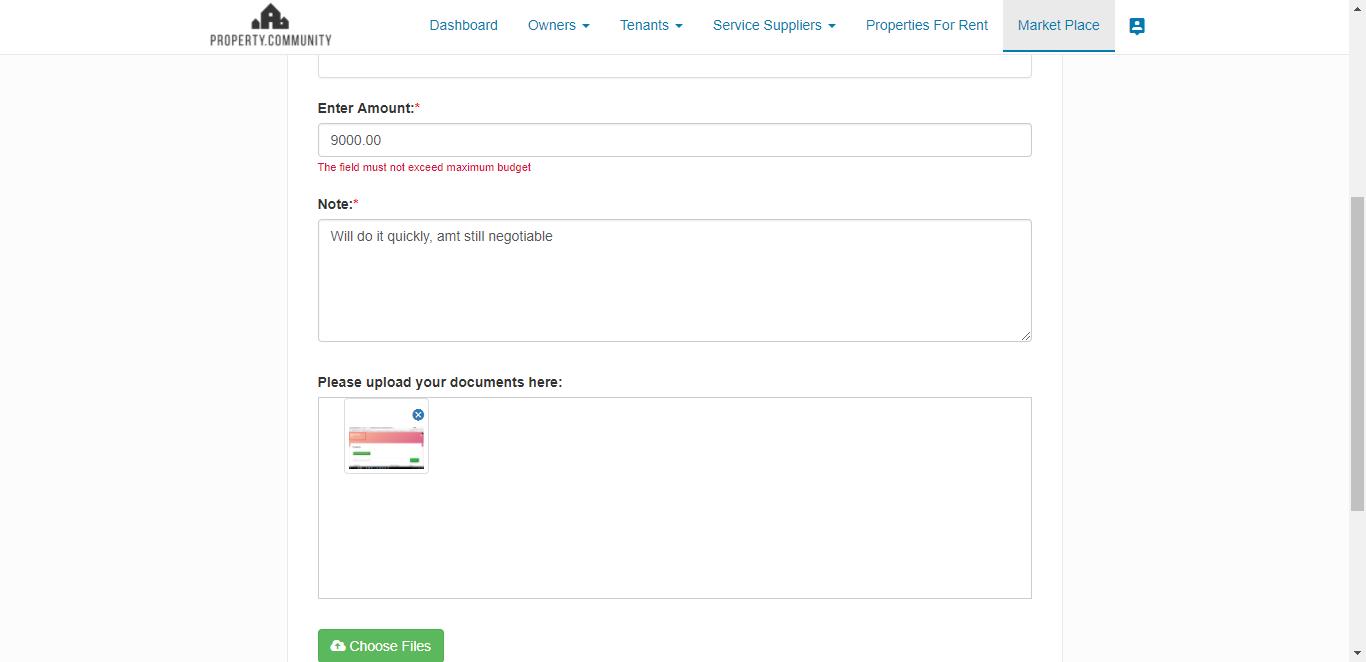 PROPERTY.COMMUNITY
Dashboard Owners Tenants Service Suppliers Properties For Rent Market Place
Enter Amount:*
9000.00
The field must not exceed maximum budget
Note:*
Will do it quickly, amt still negotiable
Please upload your documents here:
Choose Files